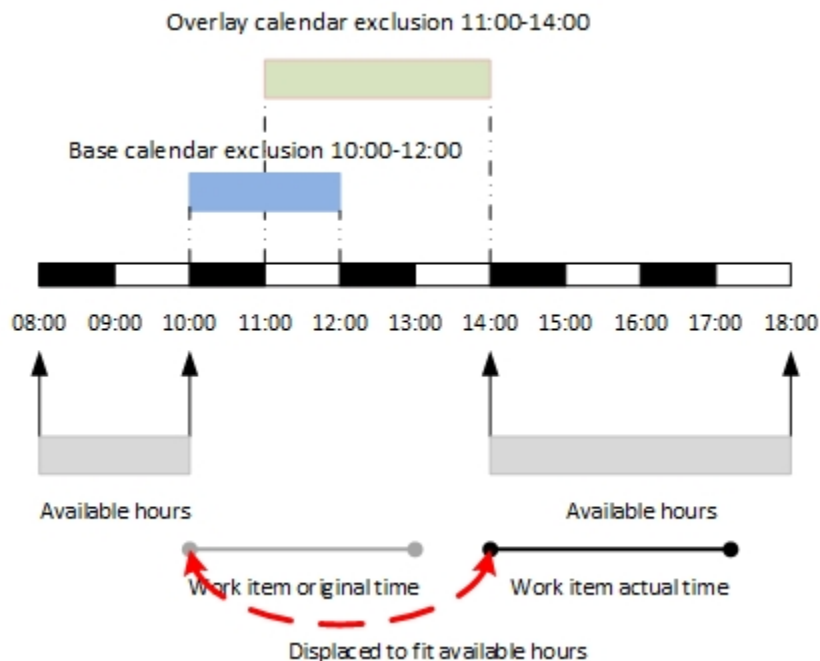 Overlay calendar exclusion 11:00-14:00
Base calendar exclusion 10:00-12:00
08:00 09:00 10:00 11:00 12:00 13:00 14:00 15:00 16:00 17:00 18:00
Available hours Available hours
Work item original time Work item actual time
Displaced to fit available hours